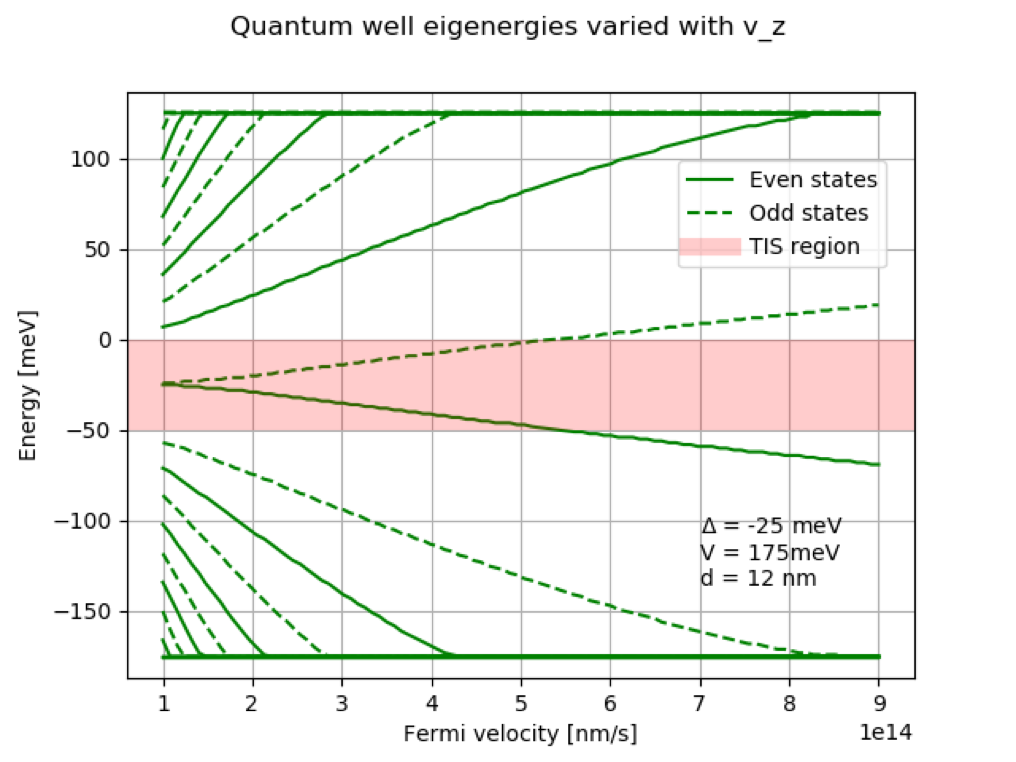 Quantum well eigenergies varied with v_z
Energy [meV]
100
50
0
−50
−100
−150
Even states
Odd states
TIS region
Δ = -25 meV
V = 175meV
d = 12 nm
1 2 3 4 5 6 7 8 9
1e14
Fermi velocity [nm/s]